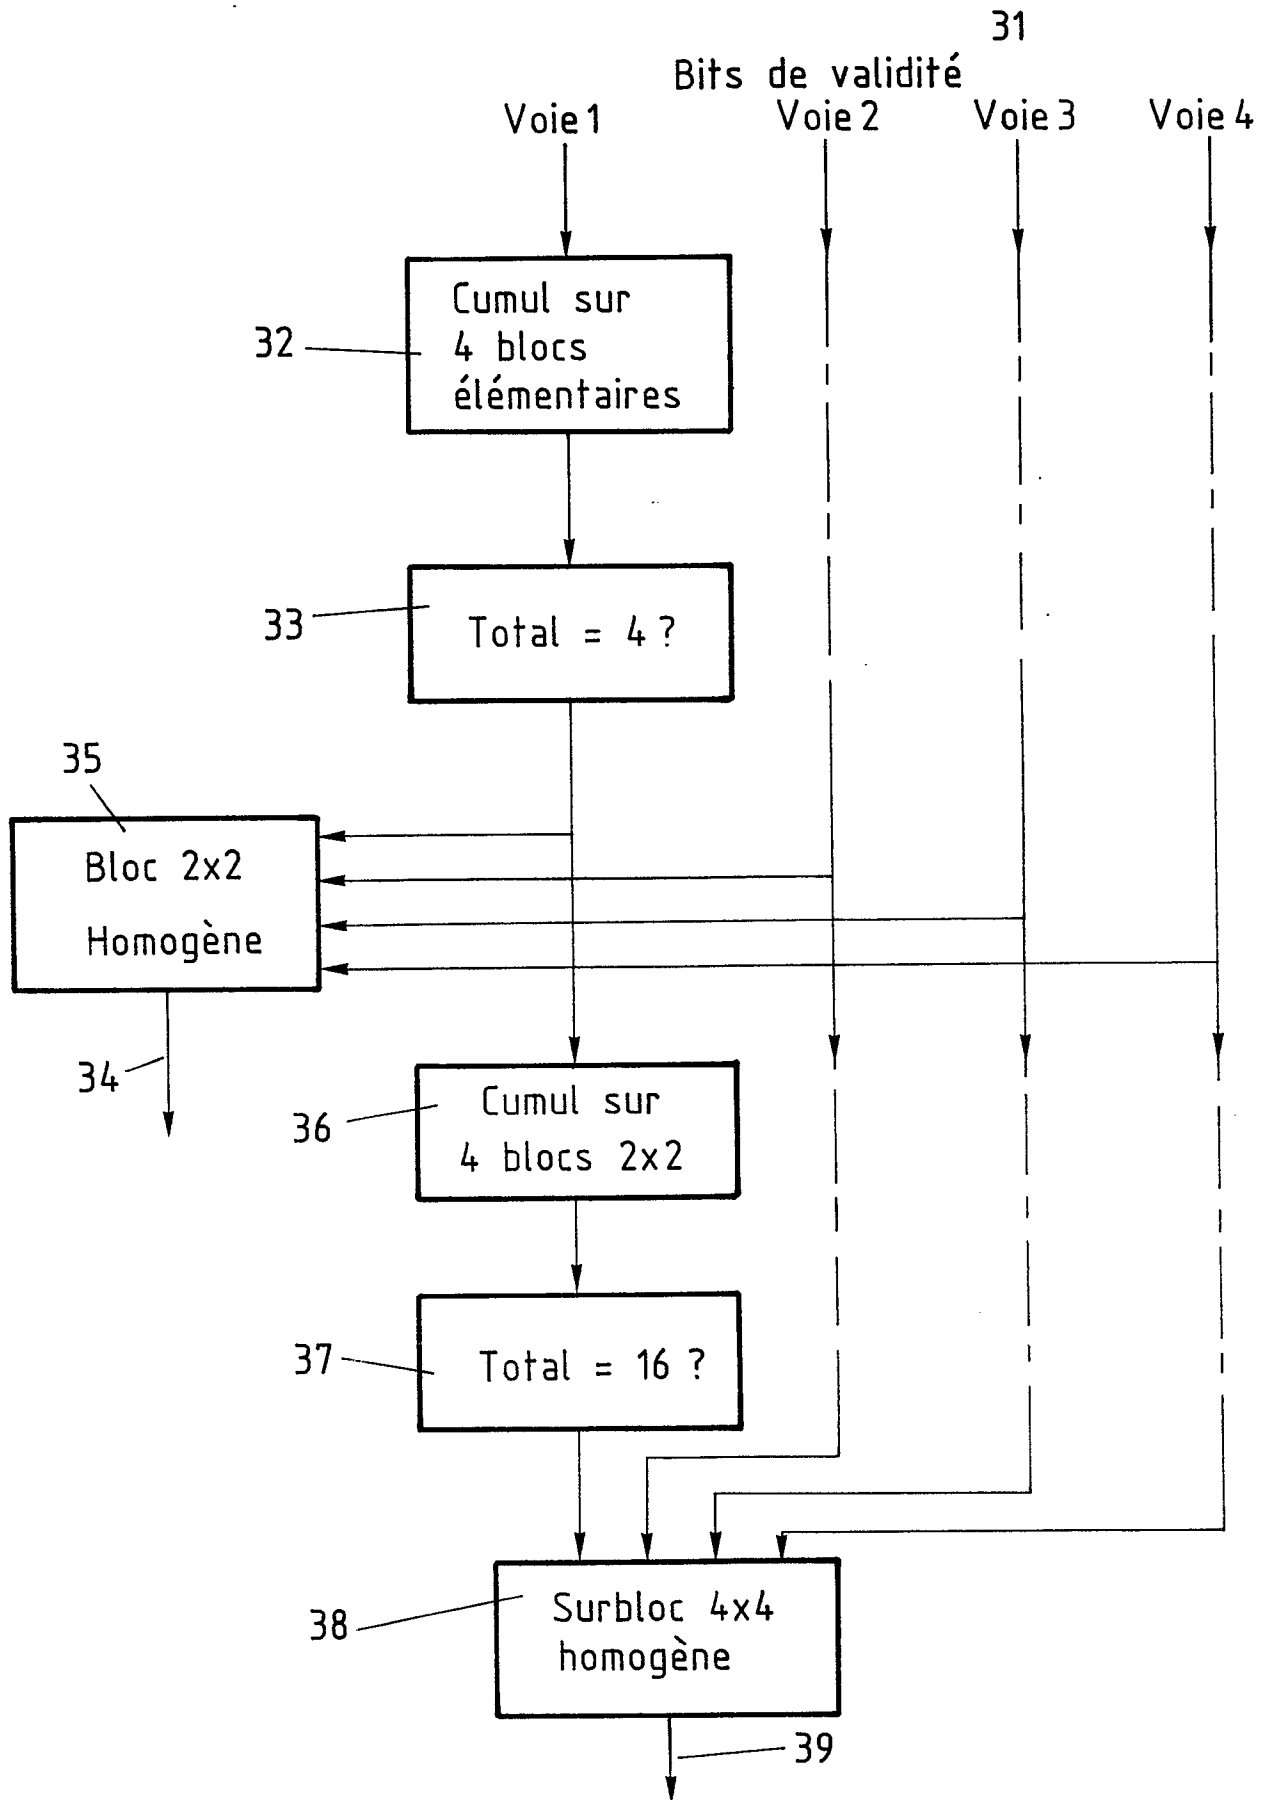 31
Bits de validité
Voie 1
Voie 2
Voie 3
Voie 4
32
Cumul sur
4 blocs
élémentaires
33
Total = 4 ?
35
Bloc 2x2
Homogène
34
36
Cumul sur
4 blocs 2x2
37
Total = 16 ?
38
Surbloc 4x4
homogène
39